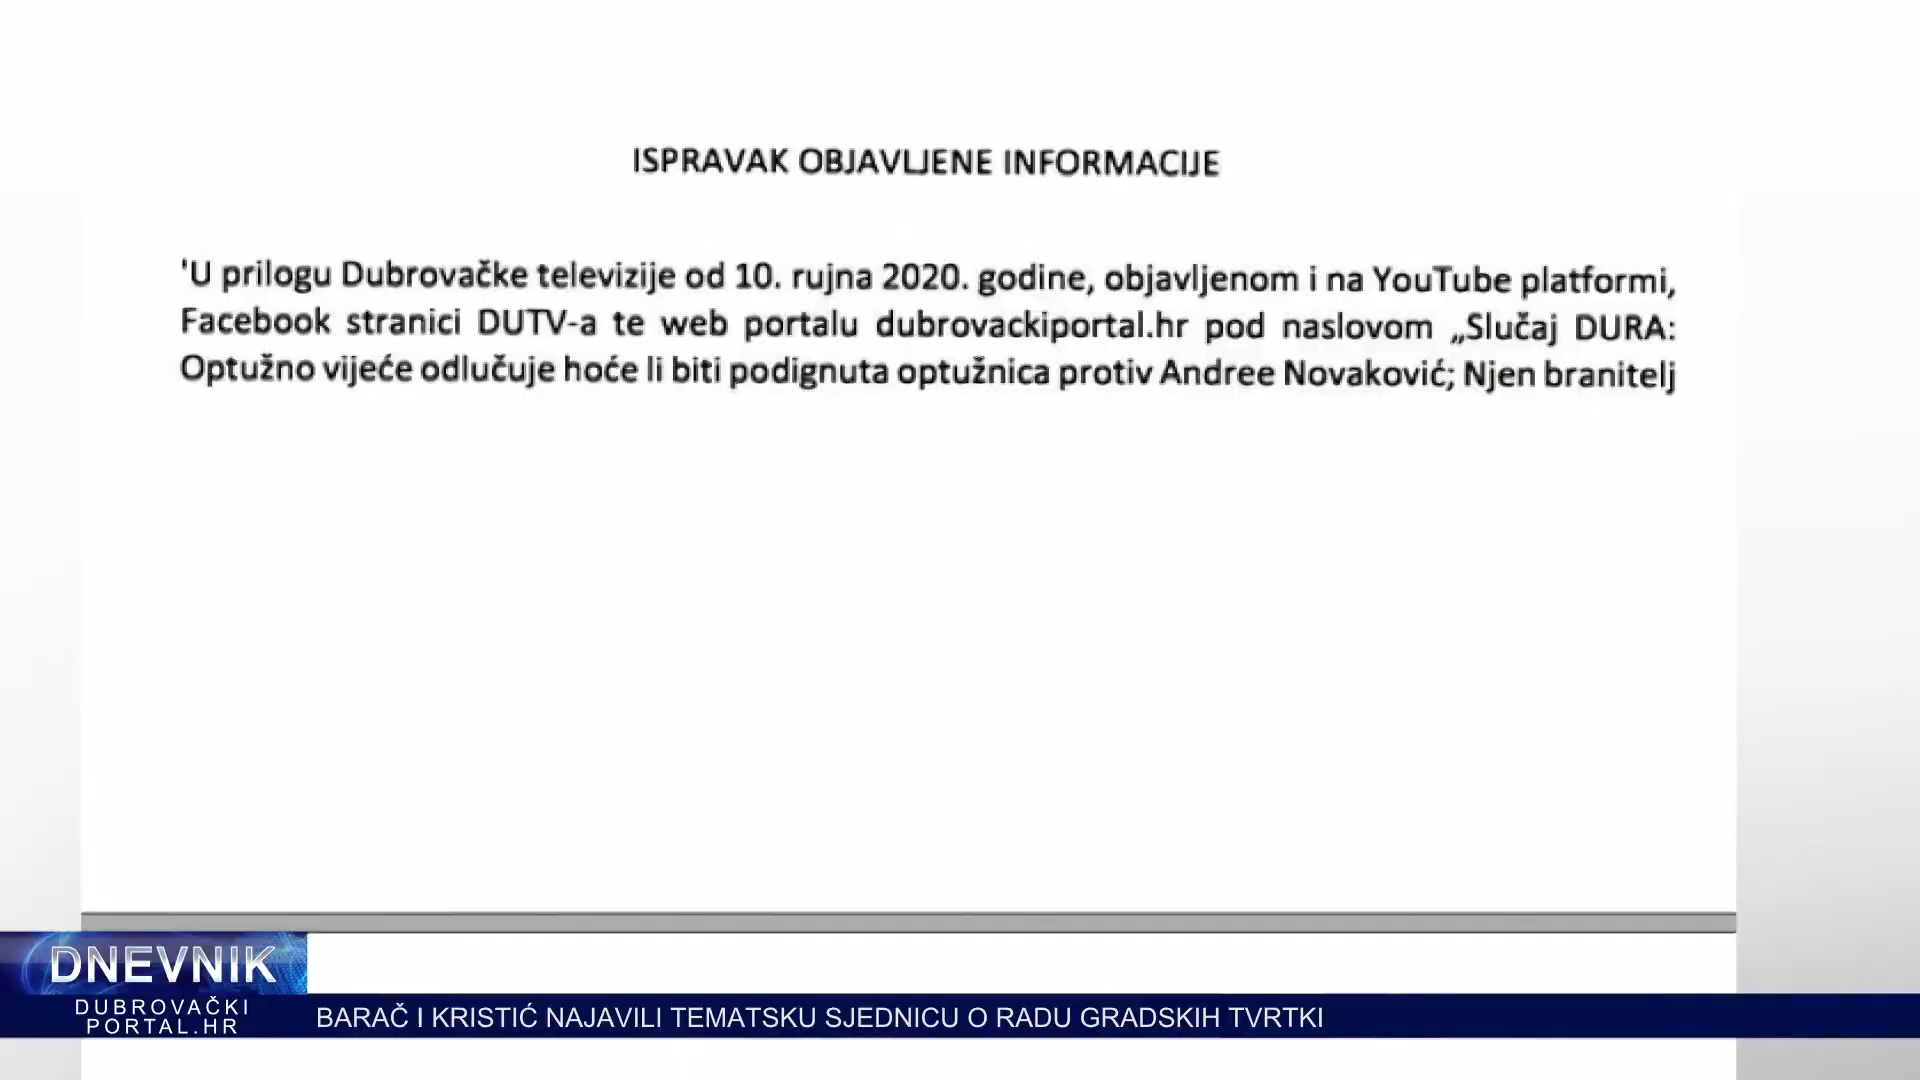 ISPRAVAK OBJAVLJENE INFORMACIJE
'U prilogu Dubrovačke televizije od 10. rujna 2020. godine, objavljenom i na YouTube platformi,
Facebook stranici DUTV-a te web portalu dubrovackiportal.hr pod naslovom „Slučaj DURA:
Optužno vijeće odlučuje hoće li biti podignuta optužnica protiv Andree Novaković; Njen branitelj
DNEVNIK
DUBROVAČKI
PORTAL.HR
BARAČ I KRISTIĆ NAJAVILI TEMATSKU SJEDNICU O RADU GRADSKIH TVRTKI